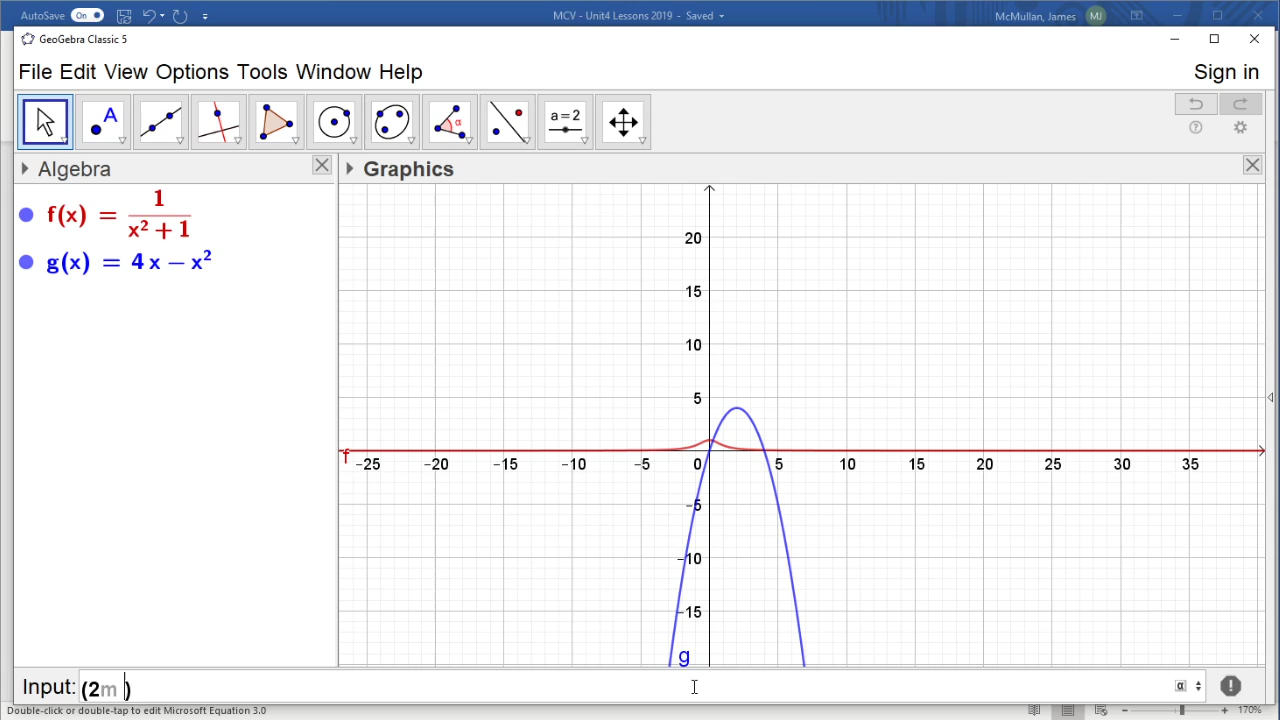 AutoSave On MCV - Unit4 Lessons 2019 - Saved McMullan, James MJ
GeoGebra Classic 5
File Edit View Options Tools Window Help Sign in
A α a = 2
Algebra Graphics
f(x) = 1/(x² + 1)
g(x) = 4 x − x²
20
15
10
5
f −25 −20 −15 −10 −5 0 5 10 15 20 25 30 35
−5
−10
−15
g
Input: (2m ) α
Double-click or double-tap to edit Microsoft Equation 3.0 170%